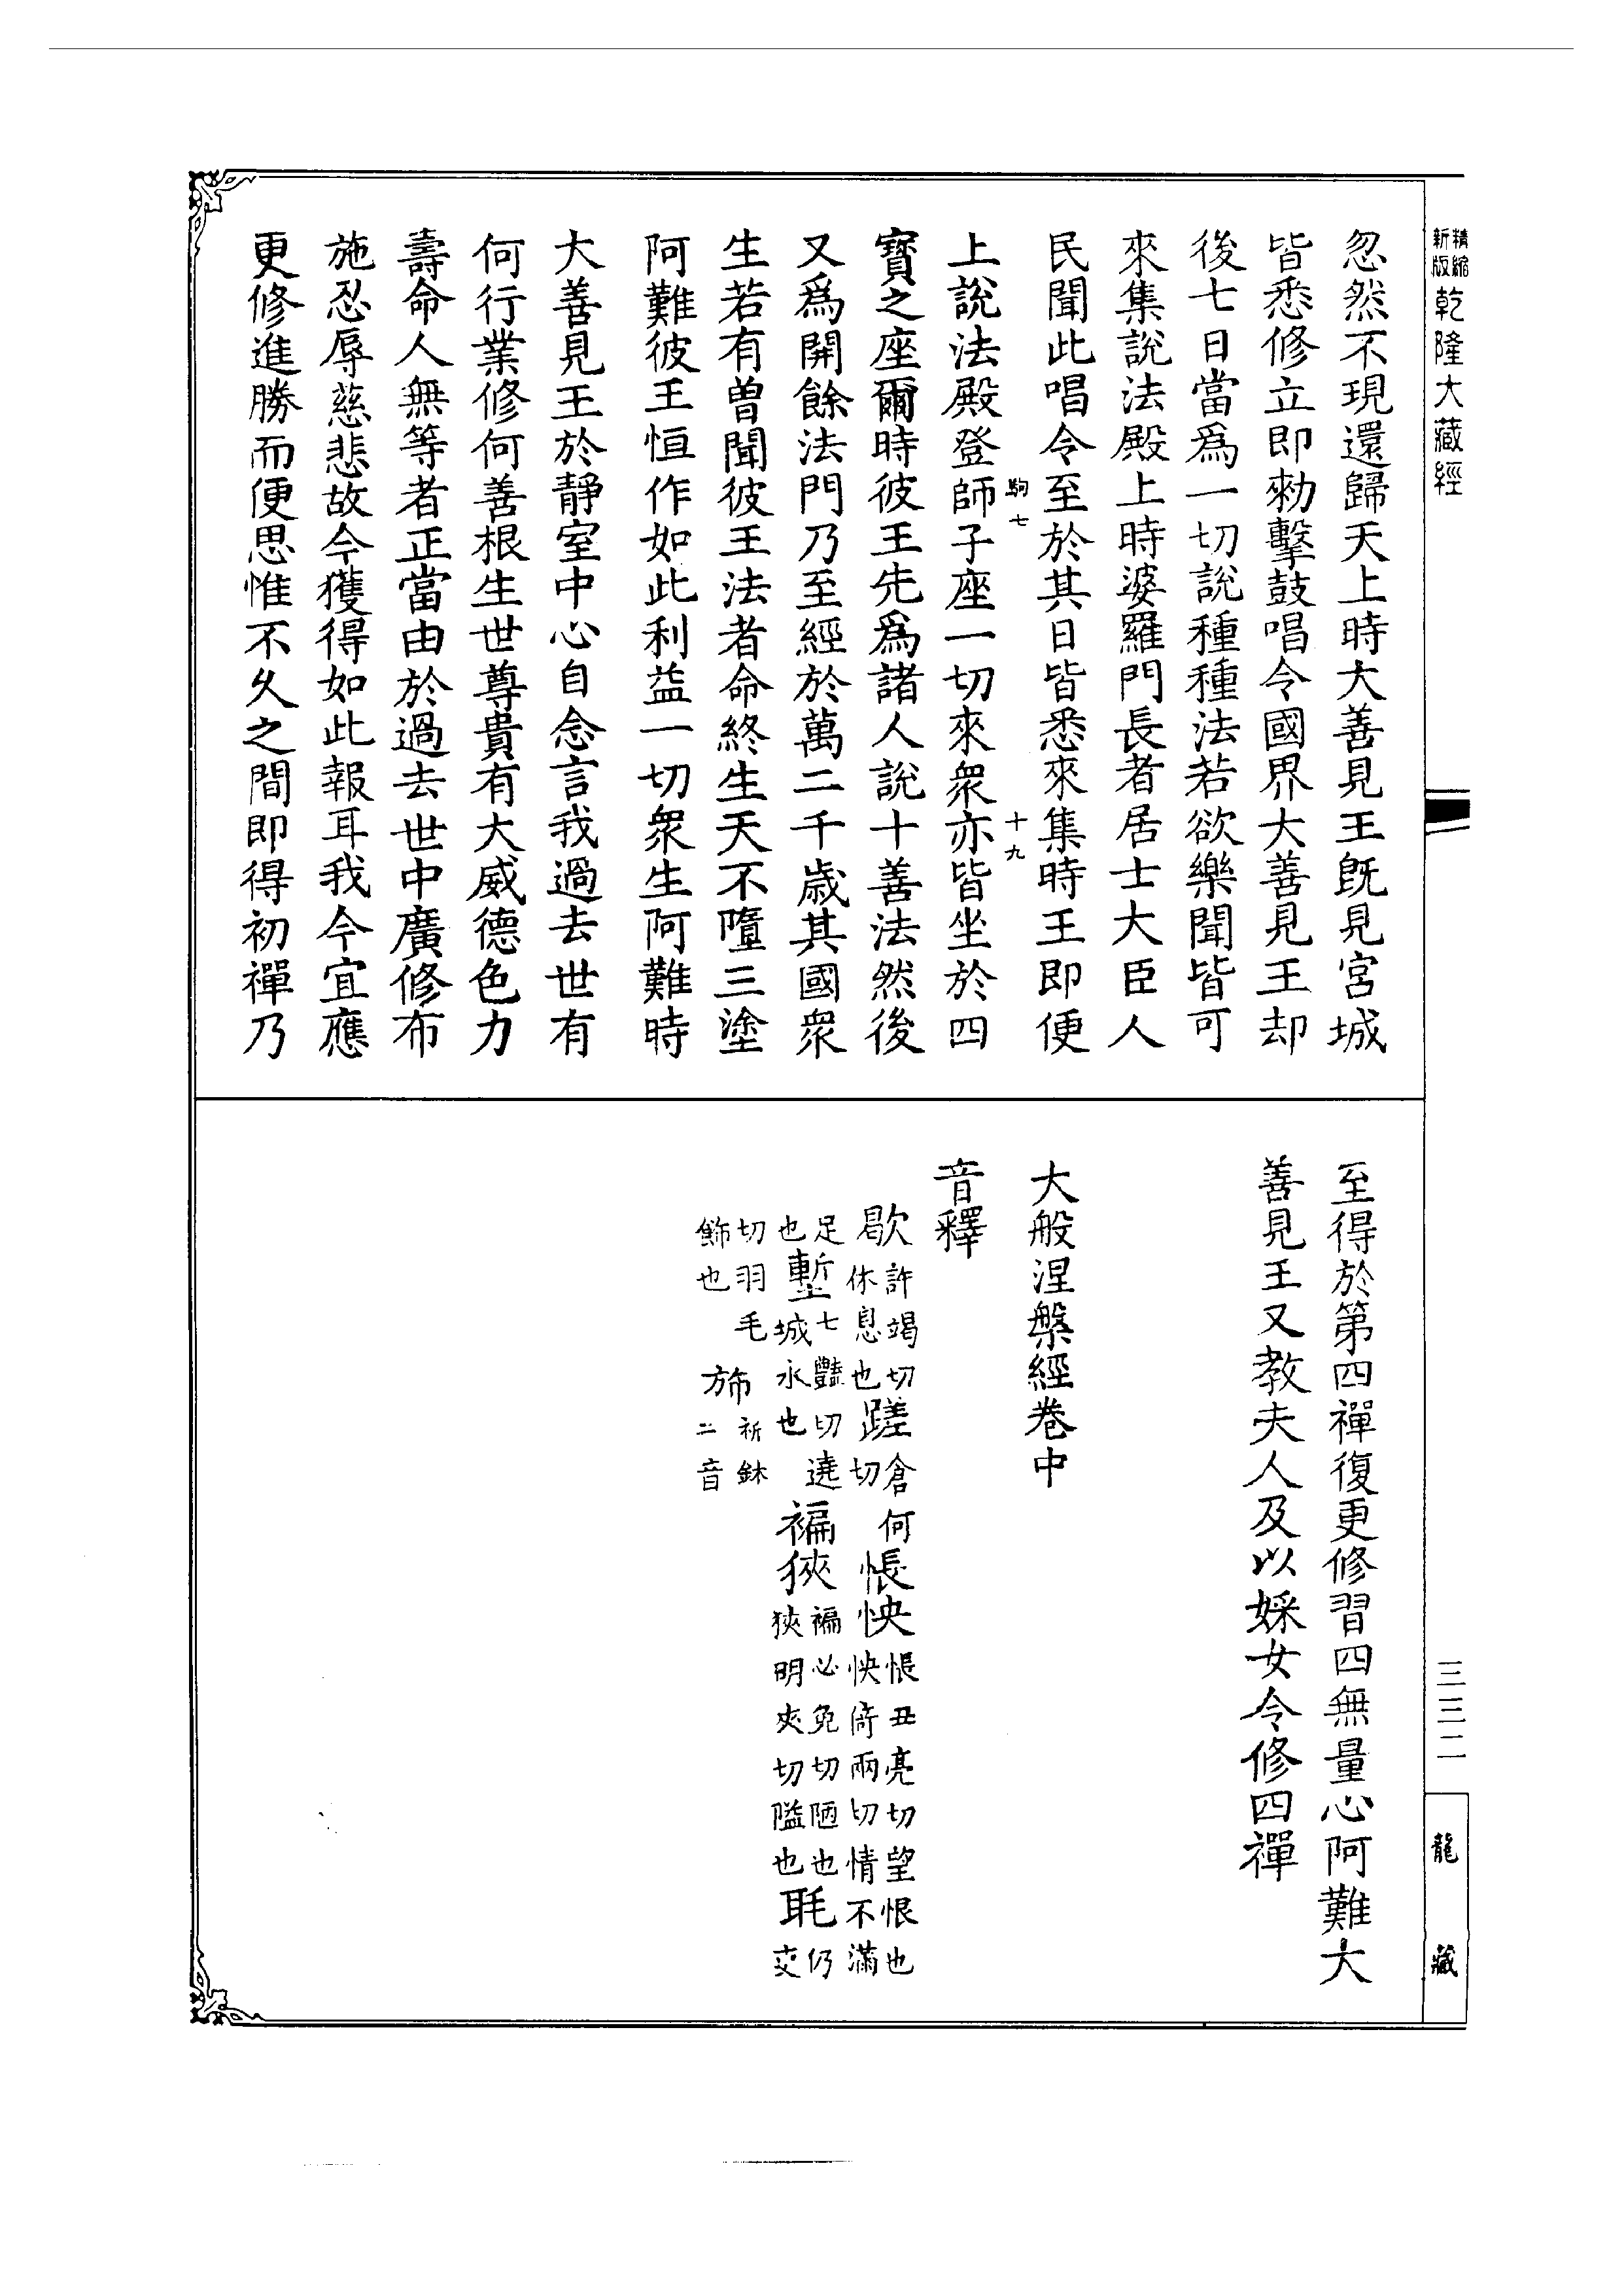 精縮新版乾隆大藏經
忽然不現還歸天上時大善見王旣見宮城
皆悉修立即勑擊鼓唱令國界大善見王却
後七日當爲一切說種種法若欲樂聞皆可
來集說法殿上時婆羅門長者居士大臣人
民聞此唱令至於其日皆悉來集時王即便
駒七 十九
上說法殿登師子座一切來衆亦皆坐於四
寶之座爾時彼王先爲諸人說十善法然後
又爲開餘法門乃至經於萬二千歲其國衆
生若有曾聞彼王法者命終生天不墮三塗
阿難彼王恒作如此利益一切衆生阿難時
大善見王於靜室中心自念言我過去世有
何行業修何善根生世尊貴有大威德色力
壽命人無等者正當由於過去世中廣修布
施忍辱慈悲故今獲得如此報耳我今宜應
更修進勝而便思惟不久之間即得初禪乃
至得於第四禪復更修習四無量心阿難大
善見王又教夫人及以婇女令修四禪
大般涅槃經卷中
音釋
歇許竭切休息也蹉倉何切悵怏悵丑亮切望恨也怏倚兩切情不滿
足也塹七豔切遶城水也褊狹褊必免切陋也狹明夾切隘也毦仍吏
切羽毛飾也旆祈鉢二音
三三二
龍藏